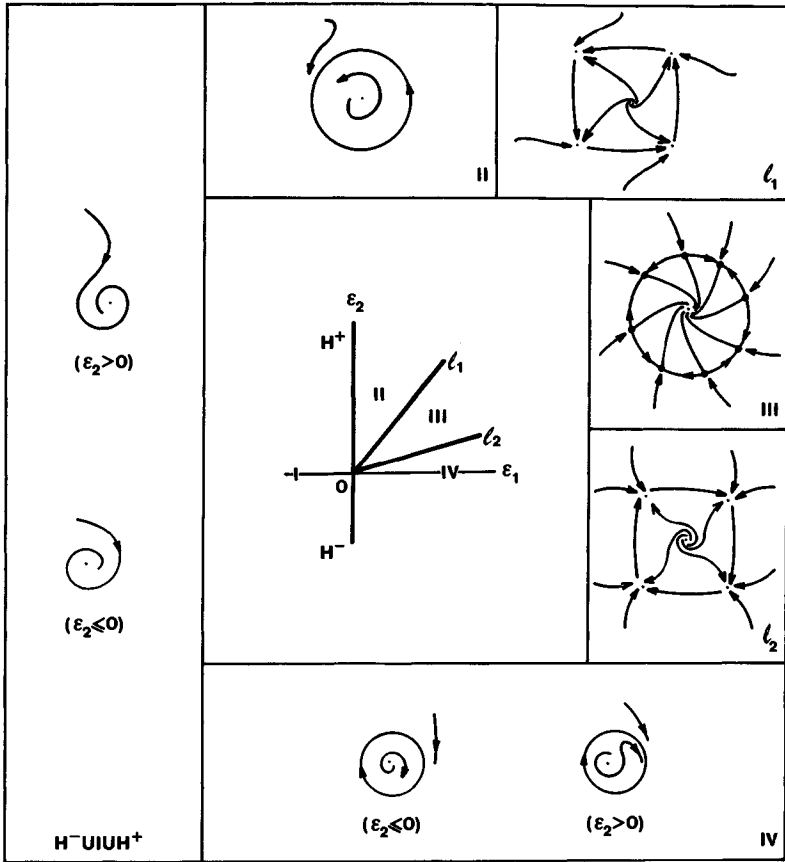 II
ℓ₁
(ε₂>0)
ε₂
H⁺
ℓ₁
II
III
ℓ₂
I
O
IV
ε₁
H⁻
III
(ε₂⩽0)
ℓ₂
(ε₂⩽0)
(ε₂>0)
H⁻UIUH⁺
IV